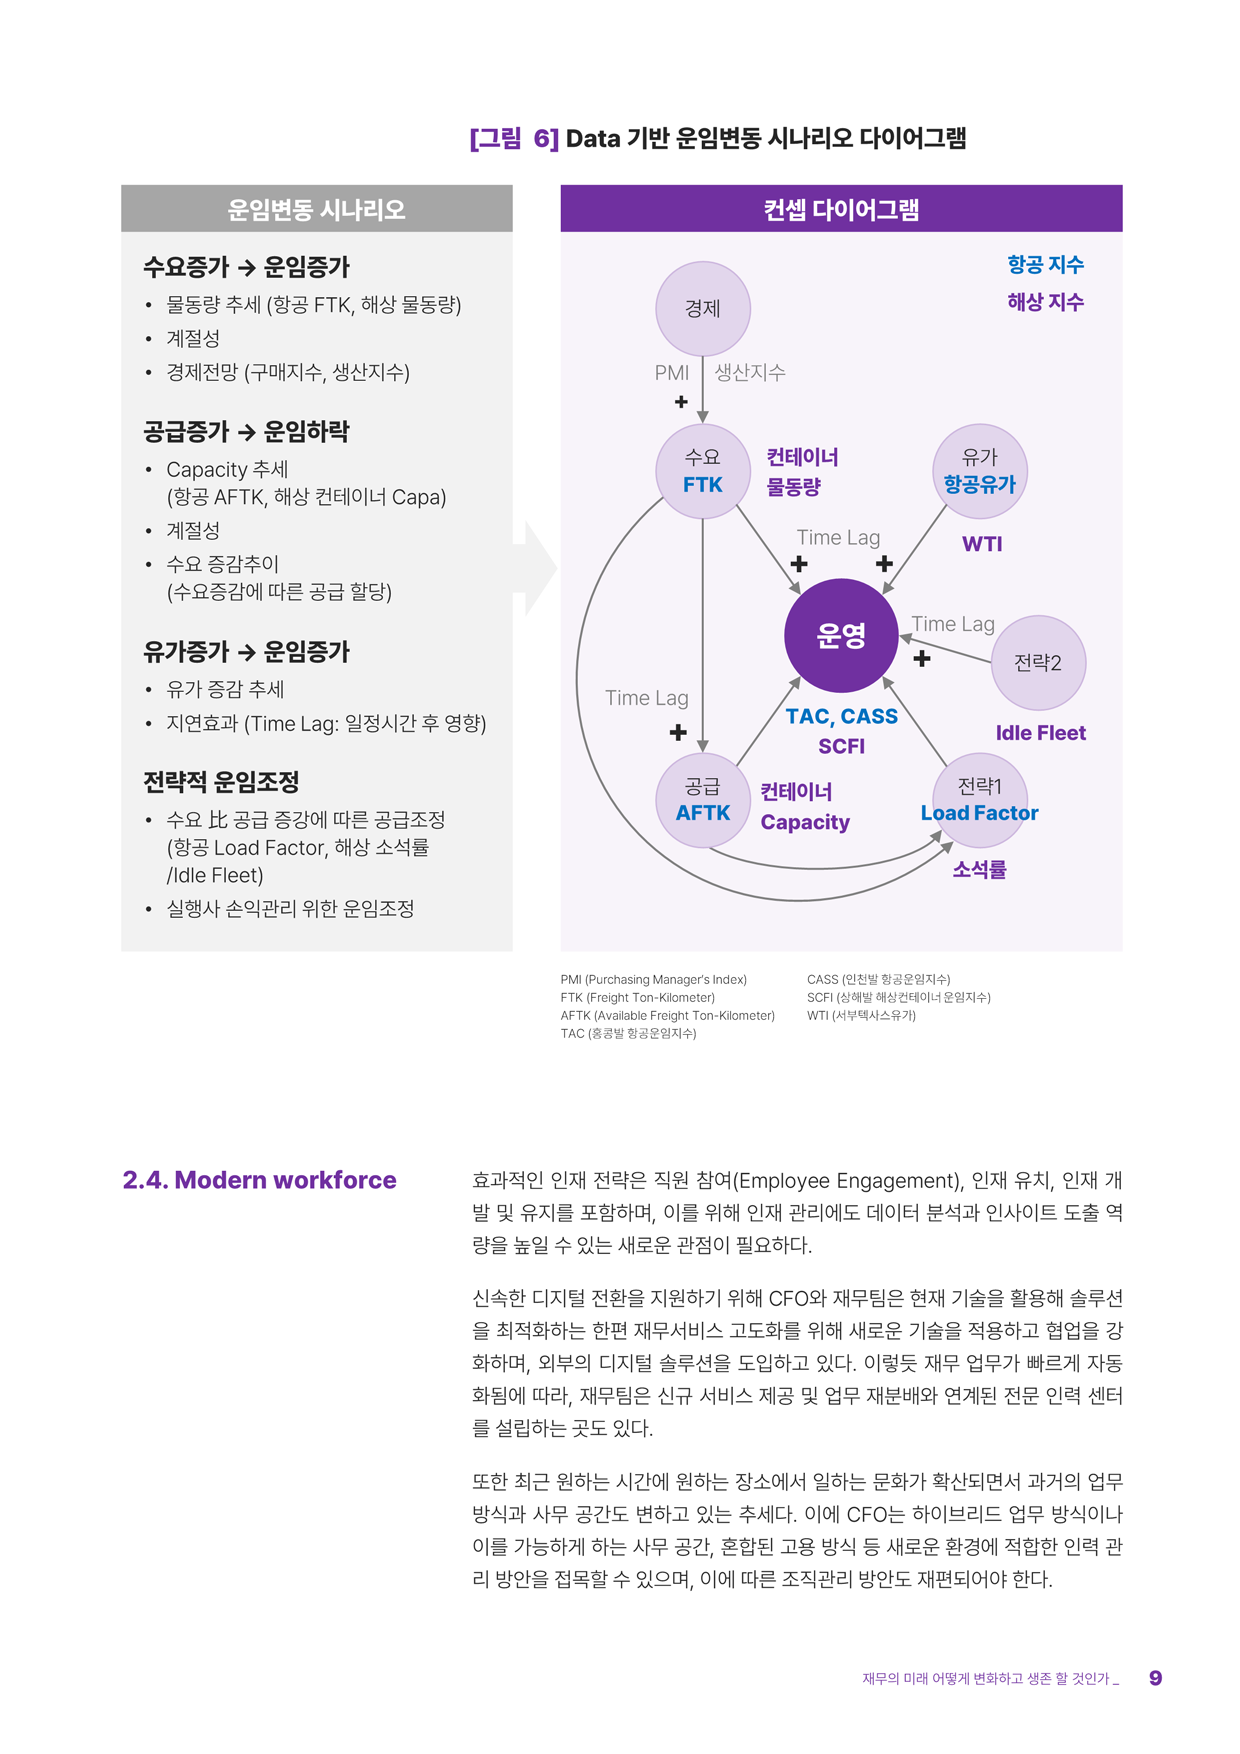 [그림 6] Data 기반 운임변동 시나리오 다이어그램
운임변동 시나리오
수요증가 → 운임증가
• 물동량 추세 (항공 FTK, 해상 물동량)
• 계절성
• 경제전망 (구매지수, 생산지수)
공급증가 → 운임하락
• Capacity 추세
(항공 AFTK, 해상 컨테이너 Capa)
• 계절성
• 수요 증감추이
(수요증감에 따른 공급 할당)
유가증가 → 운임증가
• 유가 증감 추세
• 지연효과 (Time Lag: 일정시간 후 영향)
전략적 운임조정
• 수요 比 공급 증강에 따른 공급조정
(항공 Load Factor, 해상 소석률
/Idle Fleet)
• 실행사 손익관리 위한 운임조정
컨셉 다이어그램
항공 지수
해상 지수
경제
PMI 생산지수
+
수요
FTK
컨테이너
물동량
유가
항공유가
WTI
Time Lag
+ +
운영
Time Lag
+
전략2
Idle Fleet
TAC, CASS
SCFI
Time Lag
+
공급
AFTK
컨테이너
Capacity
전략1
Load Factor
소석률
PMI (Purchasing Manager's Index)
FTK (Freight Ton-Kilometer)
AFTK (Available Freight Ton-Kilometer)
TAC (홍콩발 항공운임지수)
CASS (인천발 항공운임지수)
SCFI (상해발 해상컨테이너 운임지수)
WTI (서부텍사스유가)
2.4. Modern workforce
효과적인 인재 전략은 직원 참여(Employee Engagement), 인재 유치, 인재 개
발 및 유지를 포함하며, 이를 위해 인재 관리에도 데이터 분석과 인사이트 도출 역
량을 높일 수 있는 새로운 관점이 필요하다.
신속한 디지털 전환을 지원하기 위해 CFO와 재무팀은 현재 기술을 활용해 솔루션
을 최적화하는 한편 재무서비스 고도화를 위해 새로운 기술을 적용하고 협업을 강
화하며, 외부의 디지털 솔루션을 도입하고 있다. 이렇듯 재무 업무가 빠르게 자동
화됨에 따라, 재무팀은 신규 서비스 제공 및 업무 재분배와 연계된 전문 인력 센터
를 설립하는 곳도 있다.
또한 최근 원하는 시간에 원하는 장소에서 일하는 문화가 확산되면서 과거의 업무
방식과 사무 공간도 변하고 있는 추세다. 이에 CFO는 하이브리드 업무 방식이나
이를 가능하게 하는 사무 공간, 혼합된 고용 방식 등 새로운 환경에 적합한 인력 관
리 방안을 접목할 수 있으며, 이에 따른 조직관리 방안도 재편되어야 한다.
재무의 미래 어떻게 변화하고 생존 할 것인가 _ 9